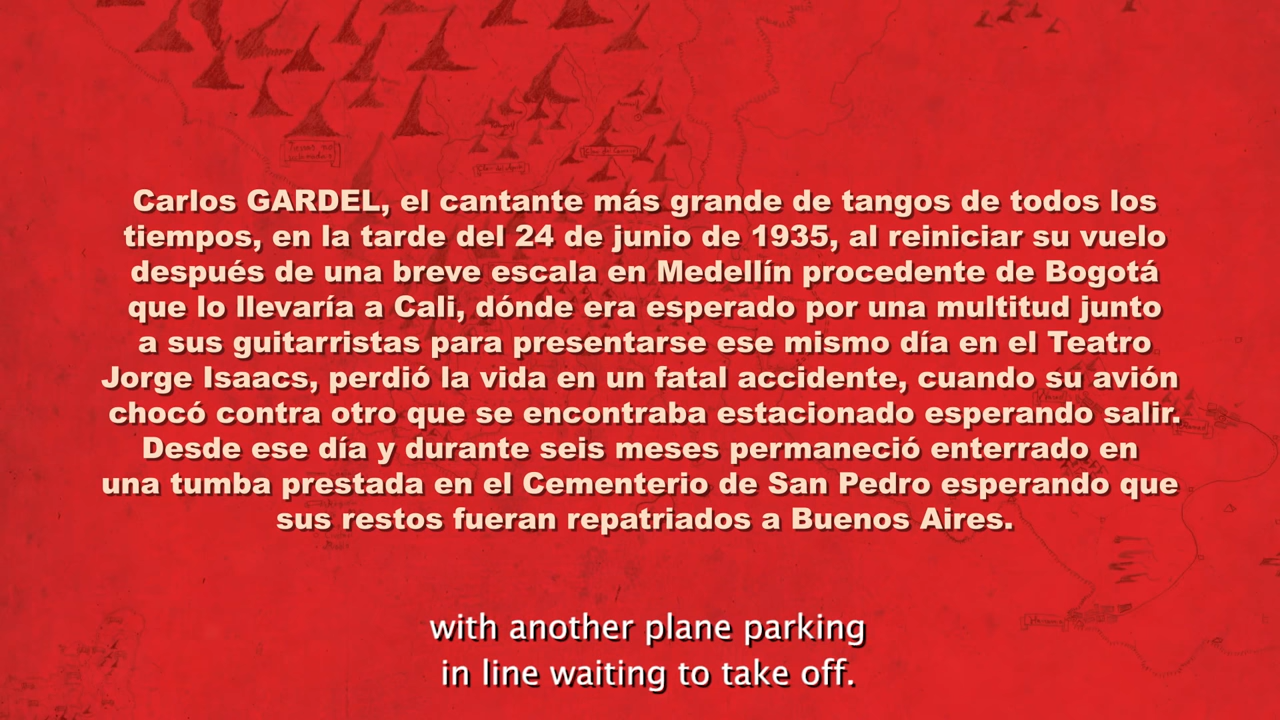 Carlos GARDEL, el cantante más grande de tangos de todos los
tiempos, en la tarde del 24 de junio de 1935, al reiniciar su vuelo
después de una breve escala en Medellín procedente de Bogotá
que lo llevaría a Cali, dónde era esperado por una multitud junto
a sus guitarristas para presentarse ese mismo día en el Teatro
Jorge Isaacs, perdió la vida en un fatal accidente, cuando su avión
chocó contra otro que se encontraba estacionado esperando salir.
Desde ese día y durante seis meses permaneció enterrado en
una tumba prestada en el Cementerio de San Pedro esperando que
sus restos fueran repatriados a Buenos Aires.
with another plane parking
in line waiting to take off.